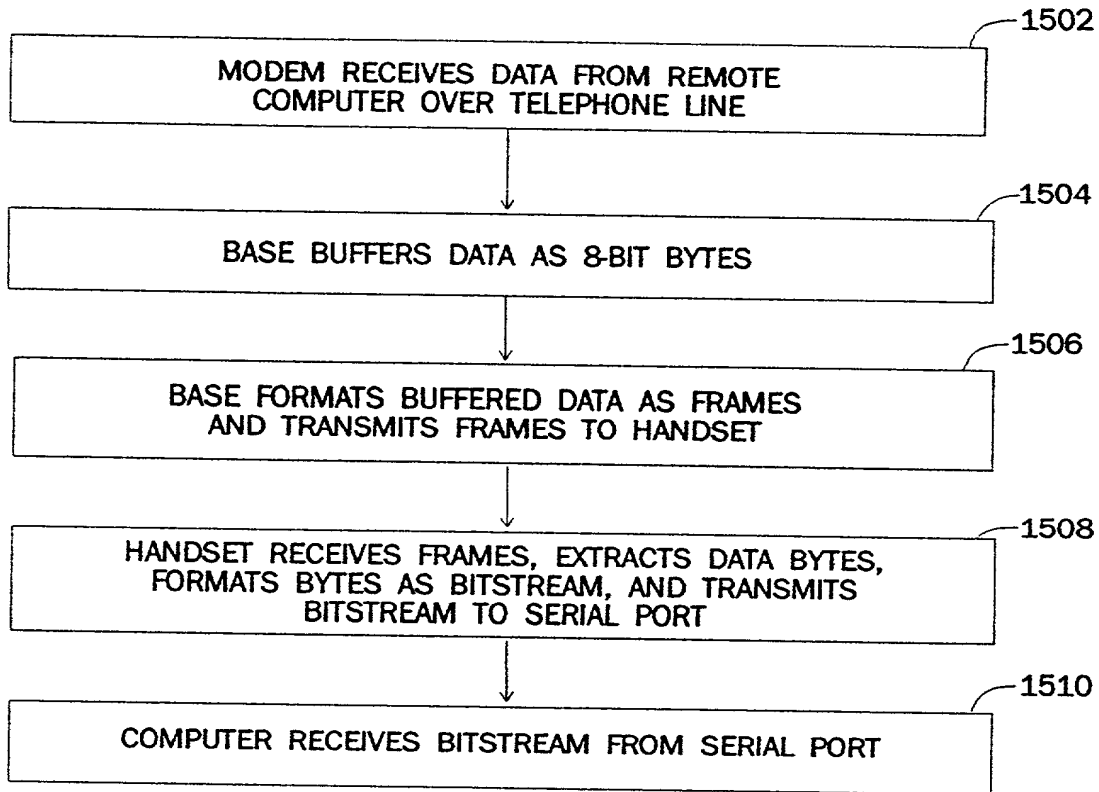 1502
MODEM RECEIVES DATA FROM REMOTE
COMPUTER OVER TELEPHONE LINE
1504
BASE BUFFERS DATA AS 8-BIT BYTES
1506
BASE FORMATS BUFFERED DATA AS FRAMES
AND TRANSMITS FRAMES TO HANDSET
1508
HANDSET RECEIVES FRAMES, EXTRACTS DATA BYTES,
FORMATS BYTES AS BITSTREAM, AND TRANSMITS
BITSTREAM TO SERIAL PORT
1510
COMPUTER RECEIVES BITSTREAM FROM SERIAL PORT